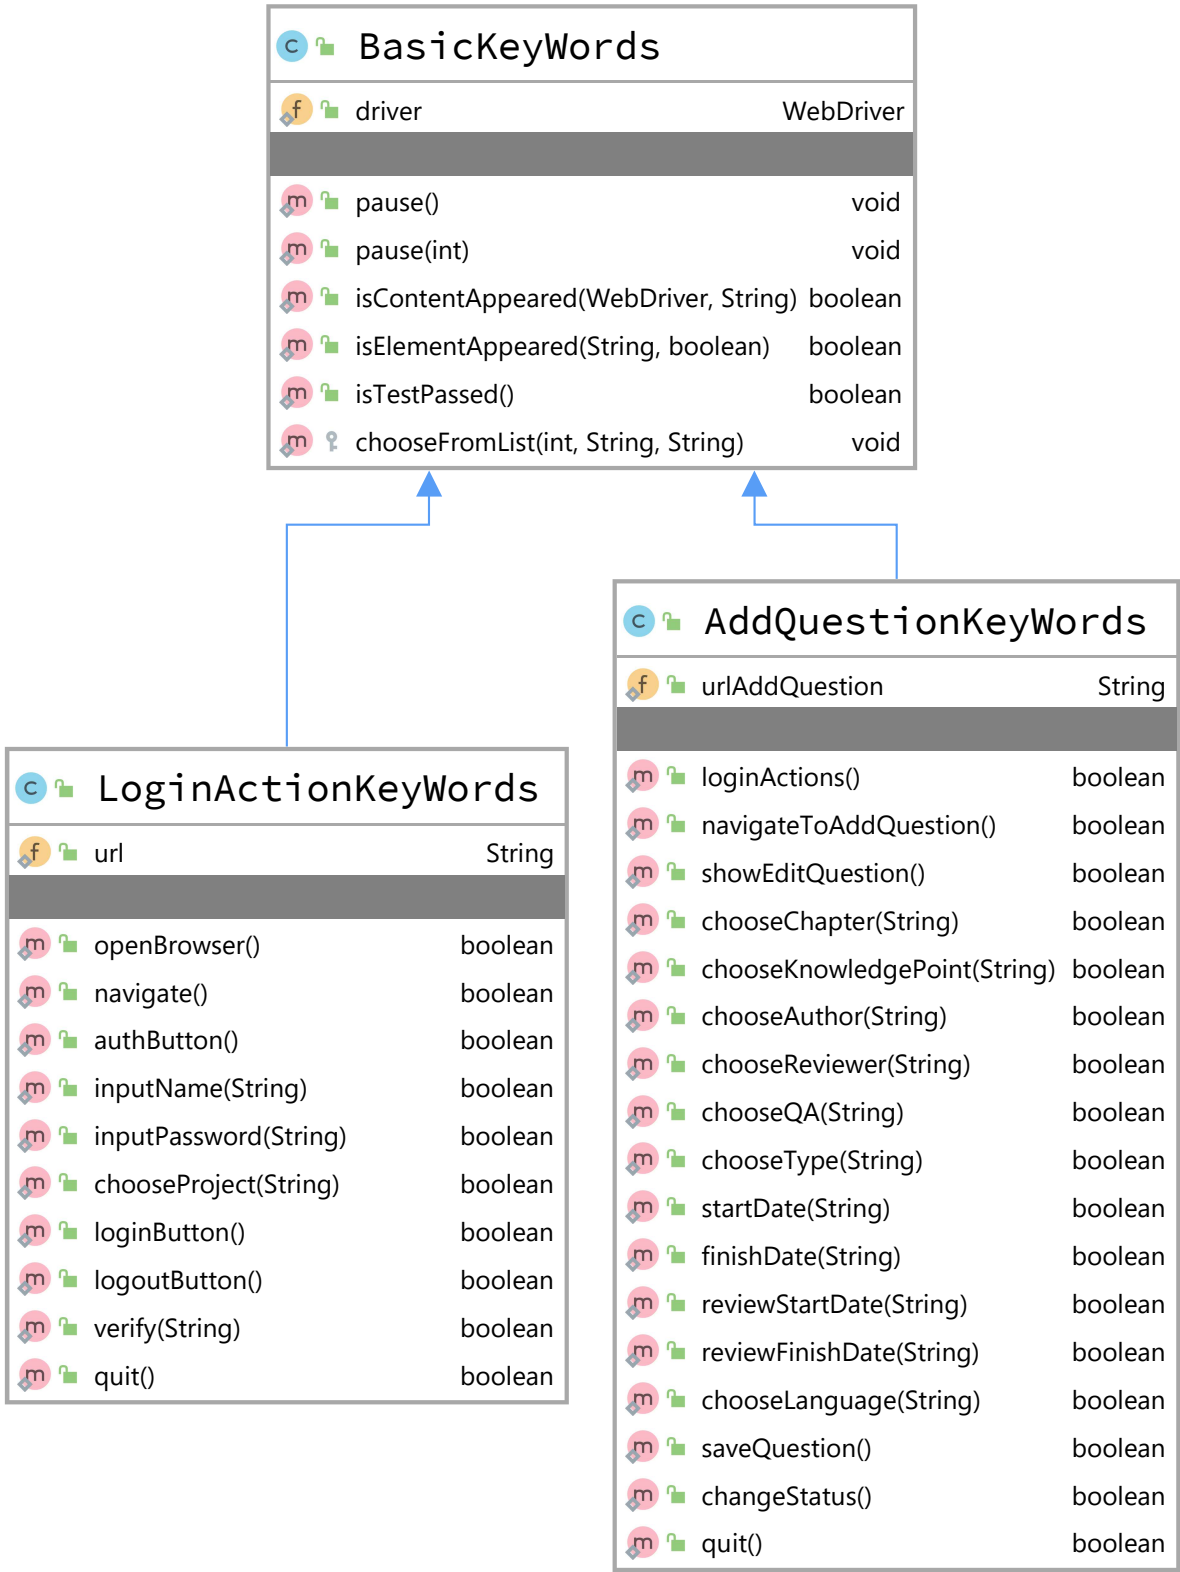 BasicKeyWords
driver WebDriver
pause() void
pause(int) void
isContentAppeared(WebDriver, String) boolean
isElementAppeared(String, boolean) boolean
isTestPassed() boolean
chooseFromList(int, String, String) void
LoginActionKeyWords
url String
openBrowser() boolean
navigate() boolean
authButton() boolean
inputName(String) boolean
inputPassword(String) boolean
chooseProject(String) boolean
loginButton() boolean
logoutButton() boolean
verify(String) boolean
quit() boolean
AddQuestionKeyWords
urlAddQuestion String
loginActions() boolean
navigateToAddQuestion() boolean
showEditQuestion() boolean
chooseChapter(String) boolean
chooseKnowledgePoint(String) boolean
chooseAuthor(String) boolean
chooseReviewer(String) boolean
chooseQA(String) boolean
chooseType(String) boolean
startDate(String) boolean
finishDate(String) boolean
reviewStartDate(String) boolean
reviewFinishDate(String) boolean
chooseLanguage(String) boolean
saveQuestion() boolean
changeStatus() boolean
quit() boolean